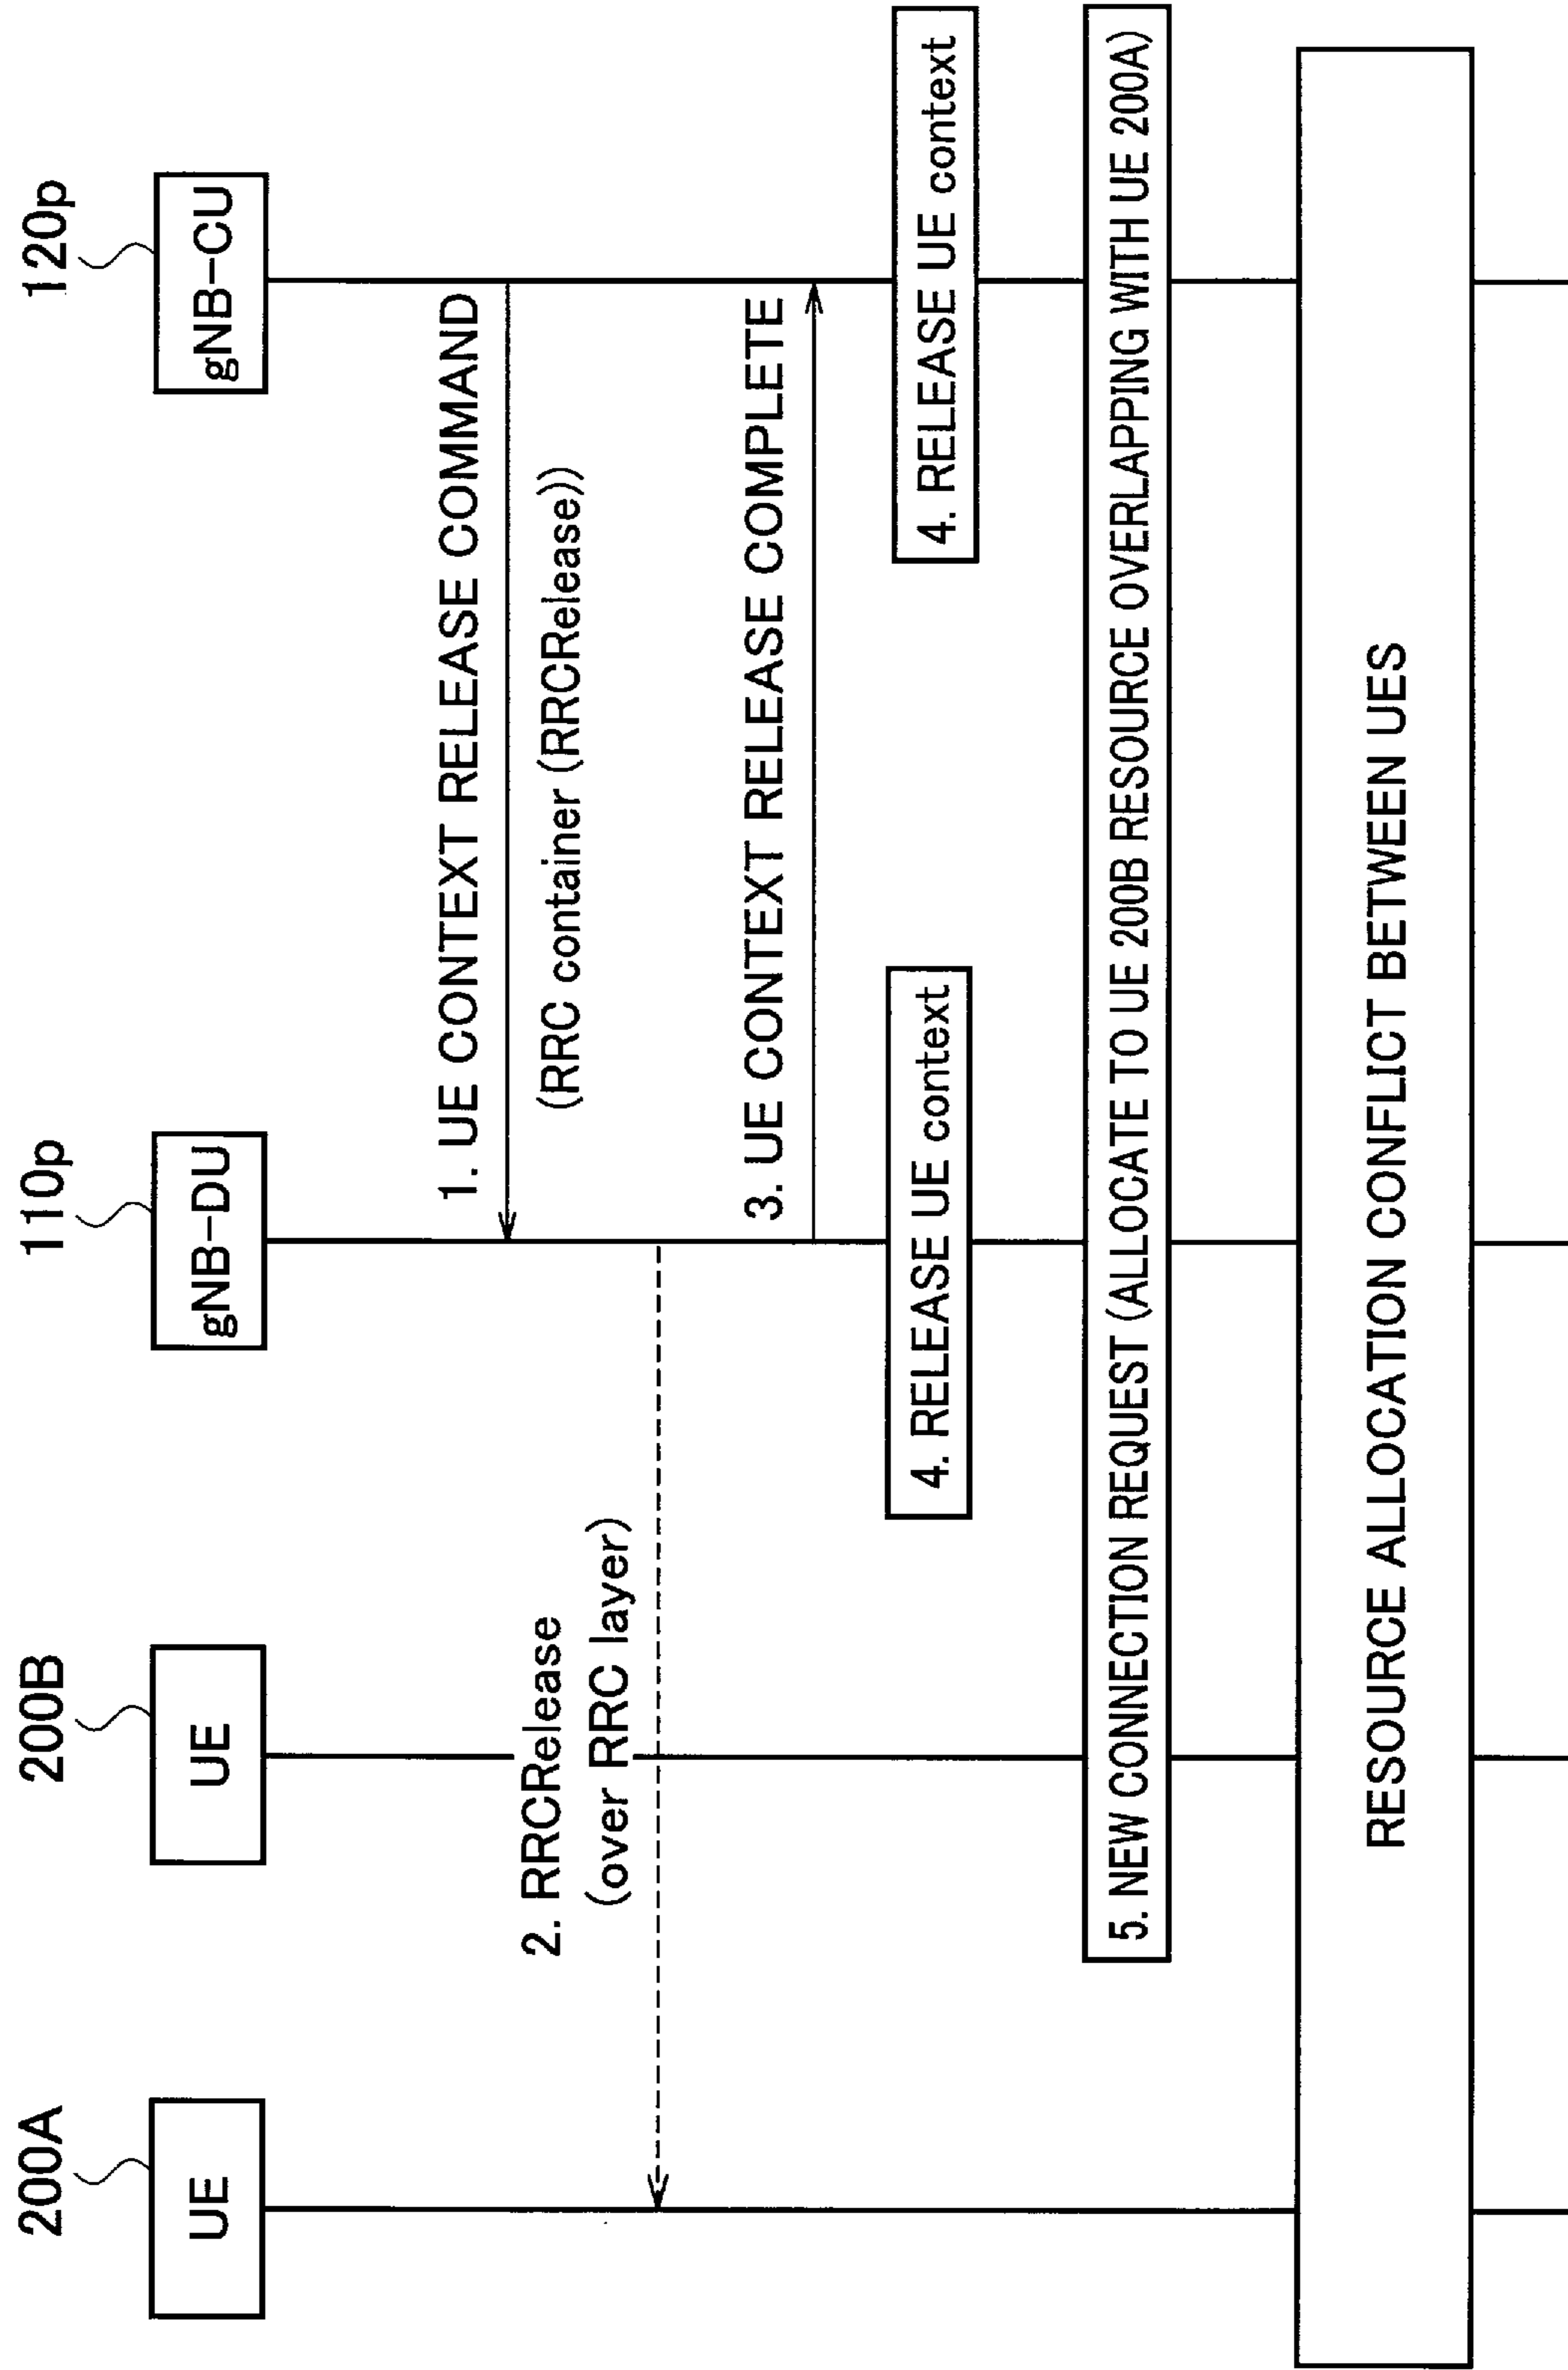 200A
200B
110p
120p
UE
UE
gNB-DU
gNB-CU
1. UE CONTEXT RELEASE COMMAND
(RRC container (RRCRelease))
2. RRCRelease
(over RRC layer)
3. UE CONTEXT RELEASE COMPLETE
4. RELEASE UE context
4. RELEASE UE context
5. NEW CONNECTION REQUEST (ALLOCATE TO UE 200B RESOURCE OVERLAPPING WITH UE 200A)
RESOURCE ALLOCATION CONFLICT BETWEEN UES